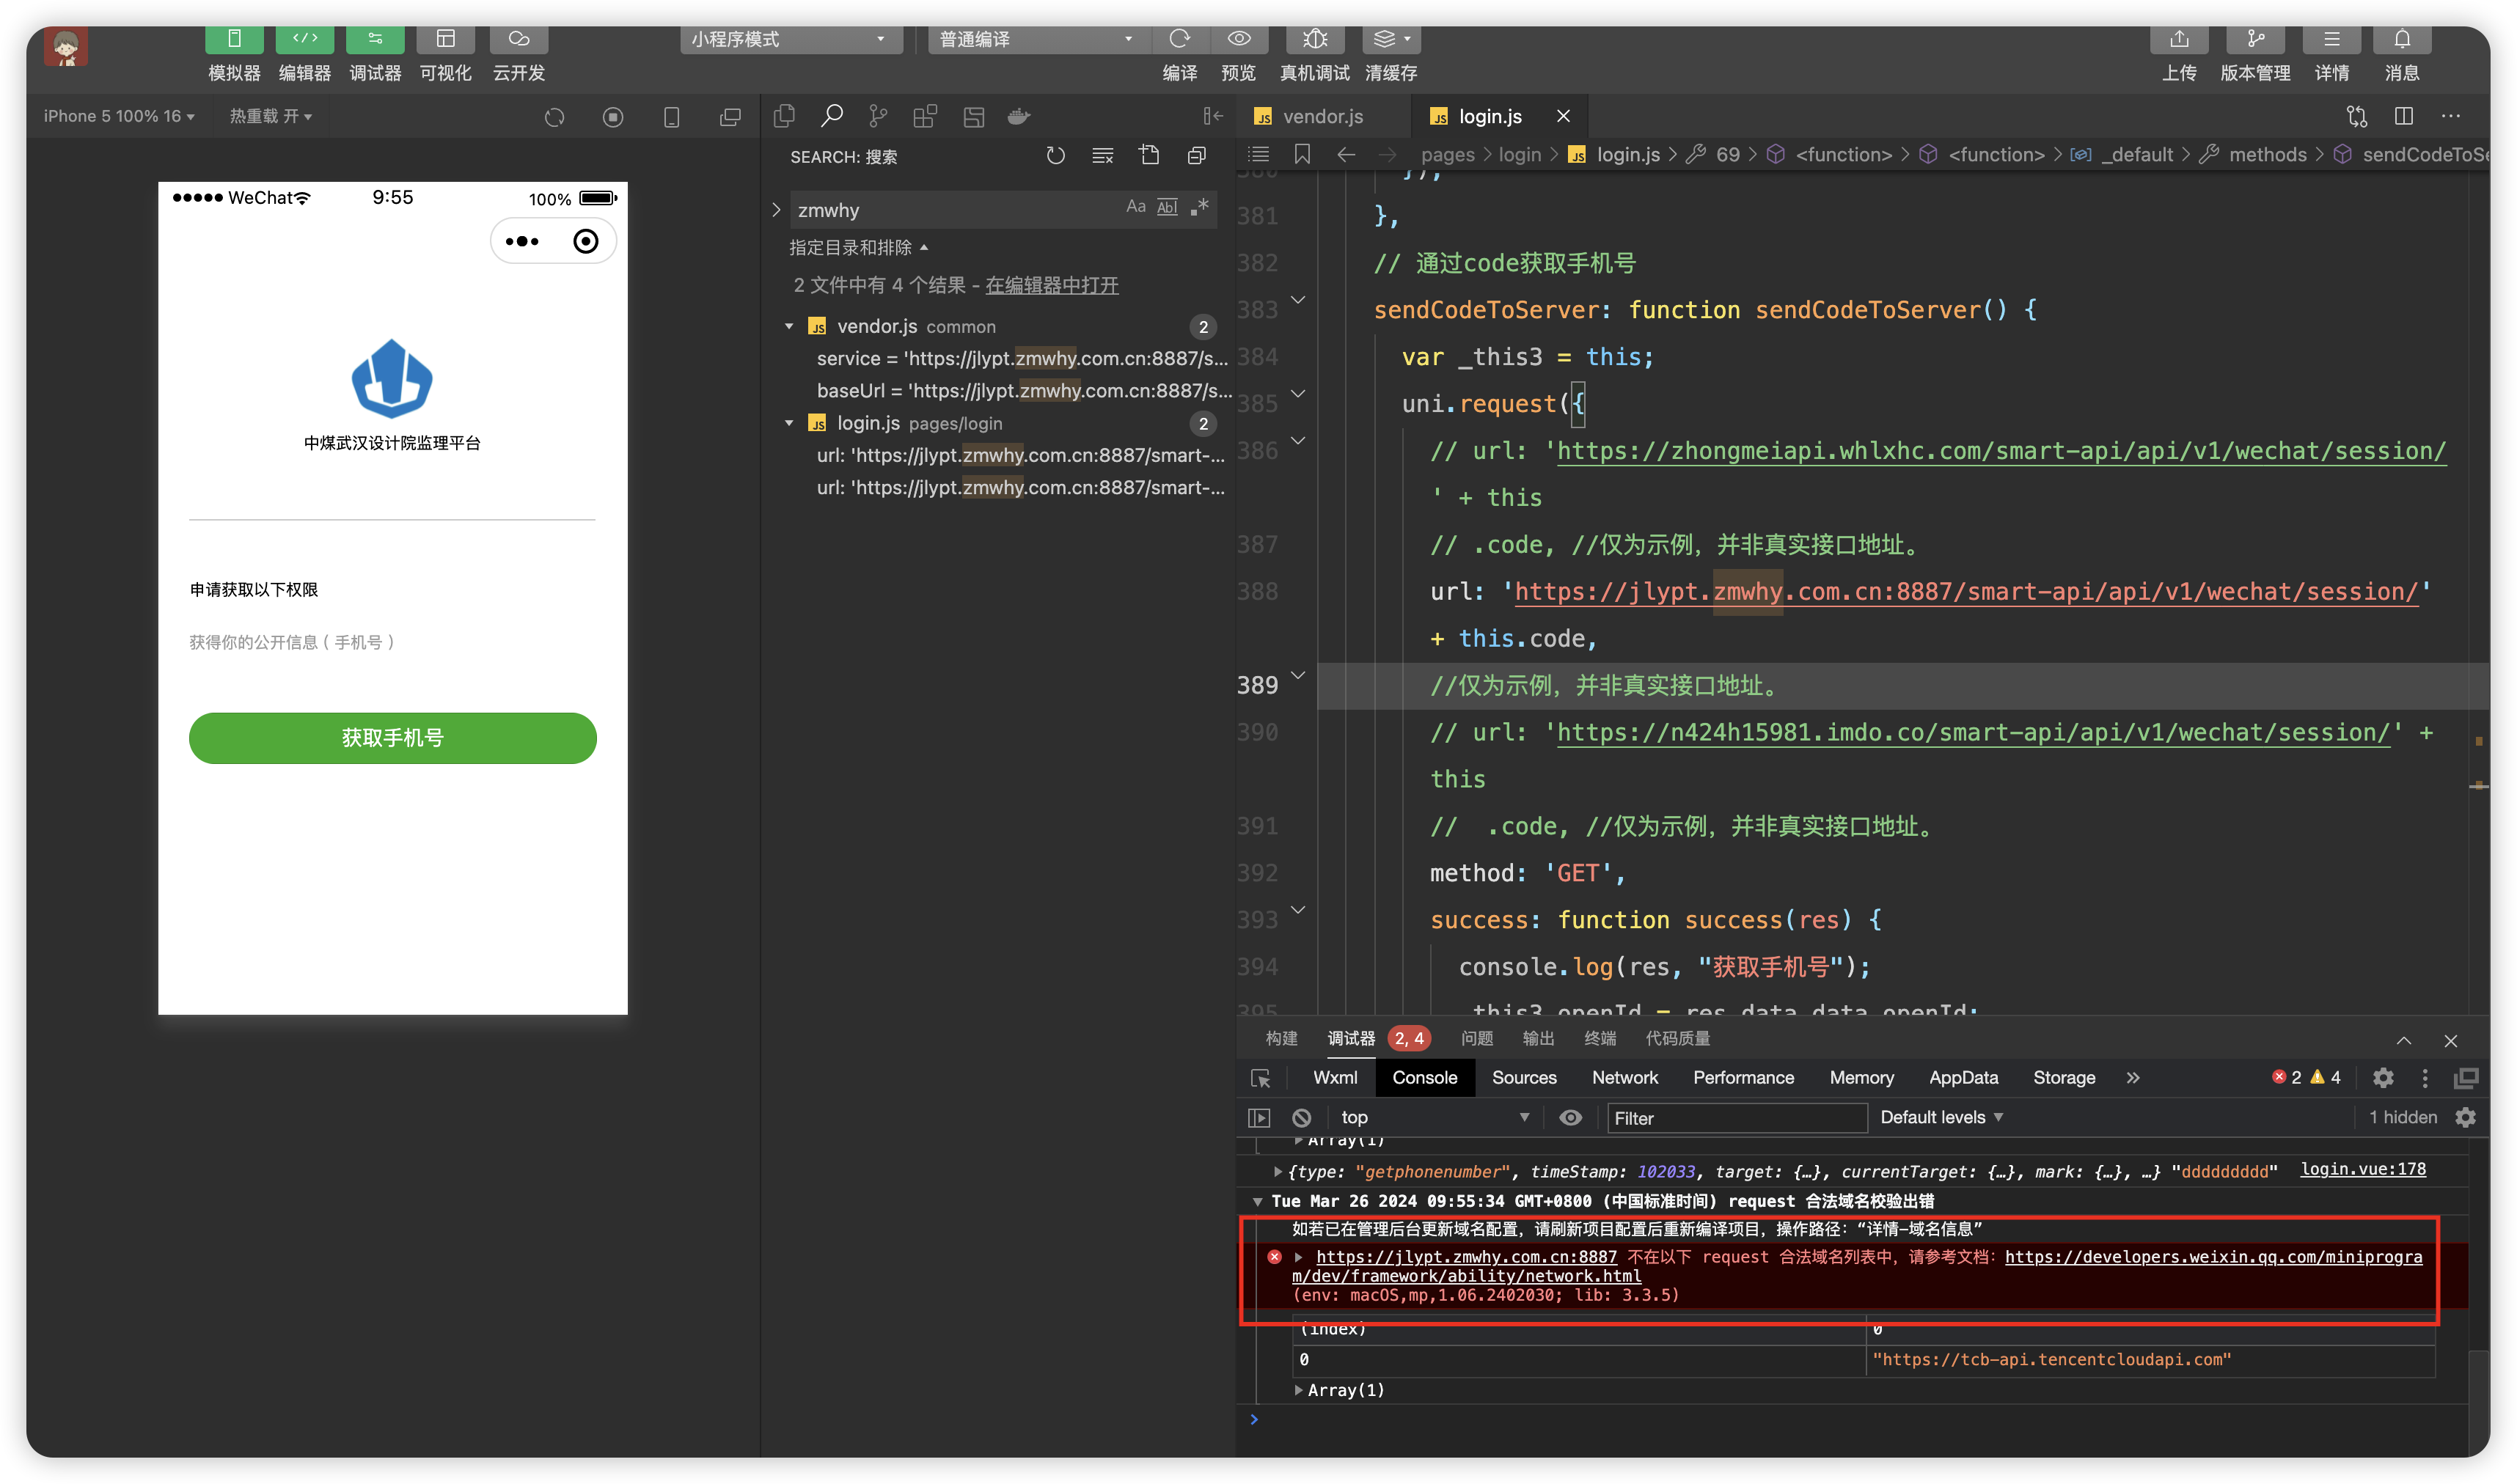 小程序模式
普通编译
模拟器 编辑器 调试器 可视化 云开发
编译 预览 真机调试 清缓存
上传 版本管理 详情 消息
iPhone 5 100% 16
热重载 开
WeChat
9:55
100%
中煤武汉设计院监理平台
申请获取以下权限
获得你的公开信息（手机号）
获取手机号
SEARCH: 搜索
zmwhy
Aa Abl .*
指定目录和排除
2 文件中有 4 个结果 - 在编辑器中打开
JS vendor.js common 2
service = 'https://jlypt.zmwhy.com.cn:8887/s...
baseUrl = 'https://jlypt.zmwhy.com.cn:8887/s...
JS login.js pages/login 2
url: 'https://jlypt.zmwhy.com.cn:8887/smart-...
url: 'https://jlypt.zmwhy.com.cn:8887/smart-...
JS vendor.js
JS login.js
pages > login > JS login.js > 69 > <function> > <function> > _default > methods > sendCodeToSe
380 });
381 },
382 // 通过code获取手机号
383 sendCodeToServer: function sendCodeToServer() {
384 var _this3 = this;
385 uni.request({
386 // url: 'https://zhongmeiapi.whlxhc.com/smart-api/api/v1/wechat/session/
' + this
387 // .code, //仅为示例，并非真实接口地址。
388 url: 'https://jlypt.zmwhy.com.cn:8887/smart-api/api/v1/wechat/session/'
+ this.code,
389 //仅为示例，并非真实接口地址。
390 // url: 'https://n424h15981.imdo.co/smart-api/api/v1/wechat/session/' +
this
391 //  .code, //仅为示例，并非真实接口地址。
392 method: 'GET',
393 success: function success(res) {
394 console.log(res, "获取手机号");
395 _this3.openId = res.data.data.openId;
构建 调试器 2, 4 问题 输出 终端 代码质量
Wxml Console Sources Network Performance Memory AppData Storage » 2 4
top Filter Default levels 1 hidden
Array(1)
{type: "getphonenumber", timeStamp: 102033, target: {…}, currentTarget: {…}, mark: {…}, …} "ddddddddd" login.vue:178
Tue Mar 26 2024 09:55:34 GMT+0800 (中国标准时间) request 合法域名校验出错
如若已在管理后台更新域名配置，请刷新项目配置后重新编译项目，操作路径：“详情-域名信息”
https://jlypt.zmwhy.com.cn:8887 不在以下 request 合法域名列表中，请参考文档：https://developers.weixin.qq.com/miniprogra
m/dev/framework/ability/network.html
(env: macOS,mp,1.06.2402030; lib: 3.3.5)
(index) 0
0 "https://tcb-api.tencentcloudapi.com"
Array(1)